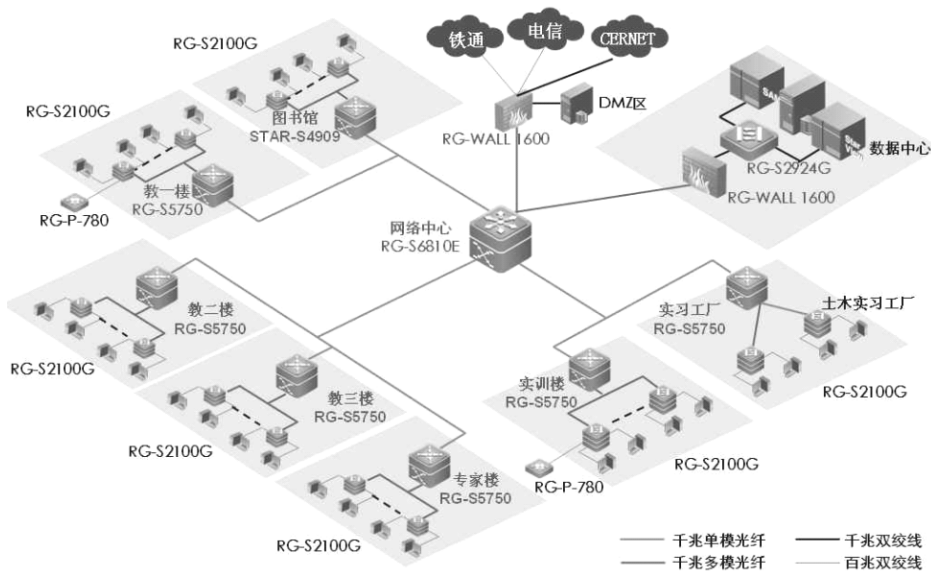 铁通
电信
CERNET
DMZ区
RG-WALL 1600
RG-S2100G
图书馆
STAR-S4909
RG-S2100G
教一楼
RG-S5750
RG-P-780
数据中心
RG-S2924G
RG-WALL 1600
网络中心
RG-S6810E
教二楼
RG-S5750
RG-S2100G
教三楼
RG-S5750
RG-S2100G
专家楼
RG-S5750
RG-S2100G
实习工厂
RG-S5750
土木实习工厂
RG-S2100G
实训楼
RG-S5750
RG-S2100G
RG-P-780
千兆单模光纤
千兆双绞线
千兆多模光纤
百兆双绞线